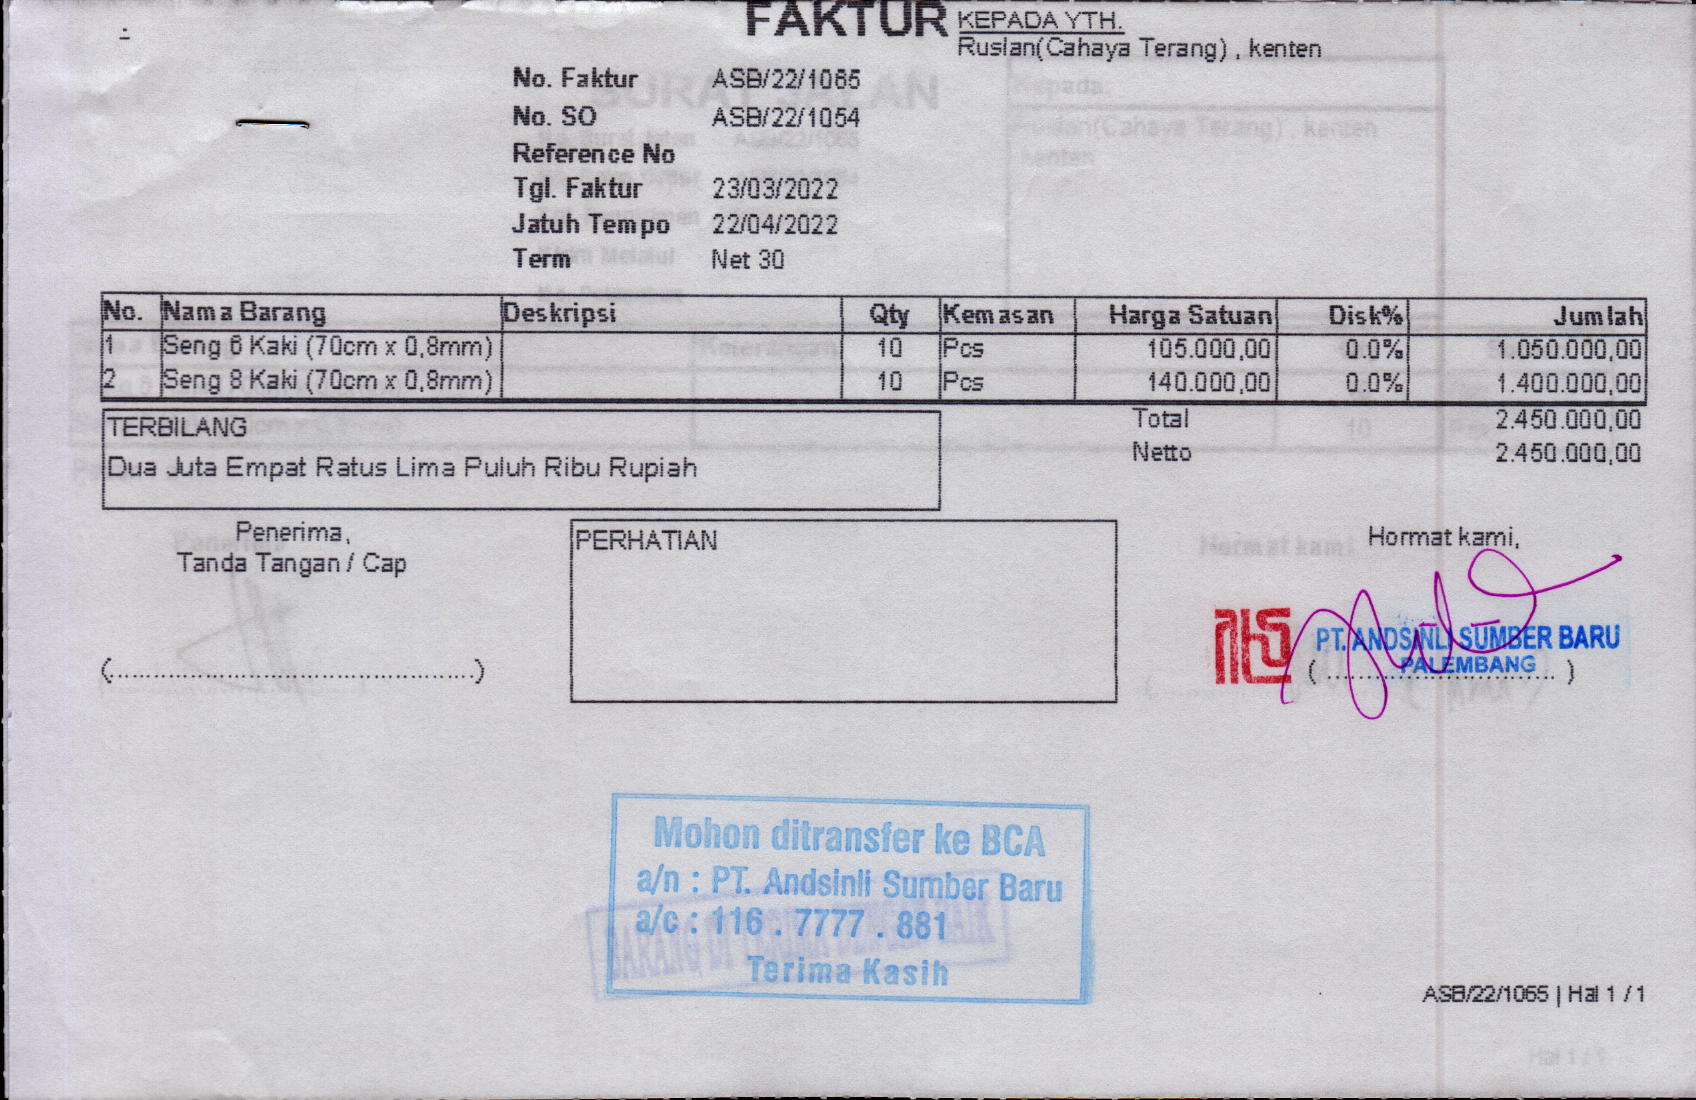 FAKTUR
KEPADA YTH.
Ruslan(Cahaya Terang) , kenten
No. Faktur ASB/22/1065
No. SO ASB/22/1054
Reference No
Tgl. Faktur 23/03/2022
Jatuh Tempo 22/04/2022
Term Net 30
No. Nama Barang Deskripsi Qty Kemasan Harga Satuan Disk% Jumlah
1 Seng 6 Kaki (70cm x 0,8mm) 10 Pcs 105.000,00 0.0% 1.050.000,00
2 Seng 8 Kaki (70cm x 0,8mm) 10 Pcs 140.000,00 0.0% 1.400.000,00
Total 2.450.000,00
Netto 2.450.000,00
TERBILANG
Dua Juta Empat Ratus Lima Puluh Ribu Rupiah
Penerima,
Tanda Tangan / Cap
(......................................)
PERHATIAN
Hormat kami,
PT. ANDSINLI SUMBER BARU
PALEMBANG
(........................)
Mohon ditransfer ke BCA
a/n : PT. Andsinli Sumber Baru
a/c : 116 . 7777 . 881
Terima Kasih
BARANG DI TERIMA DENGAN BAIK
ASB/22/1065 | Hal 1 / 1